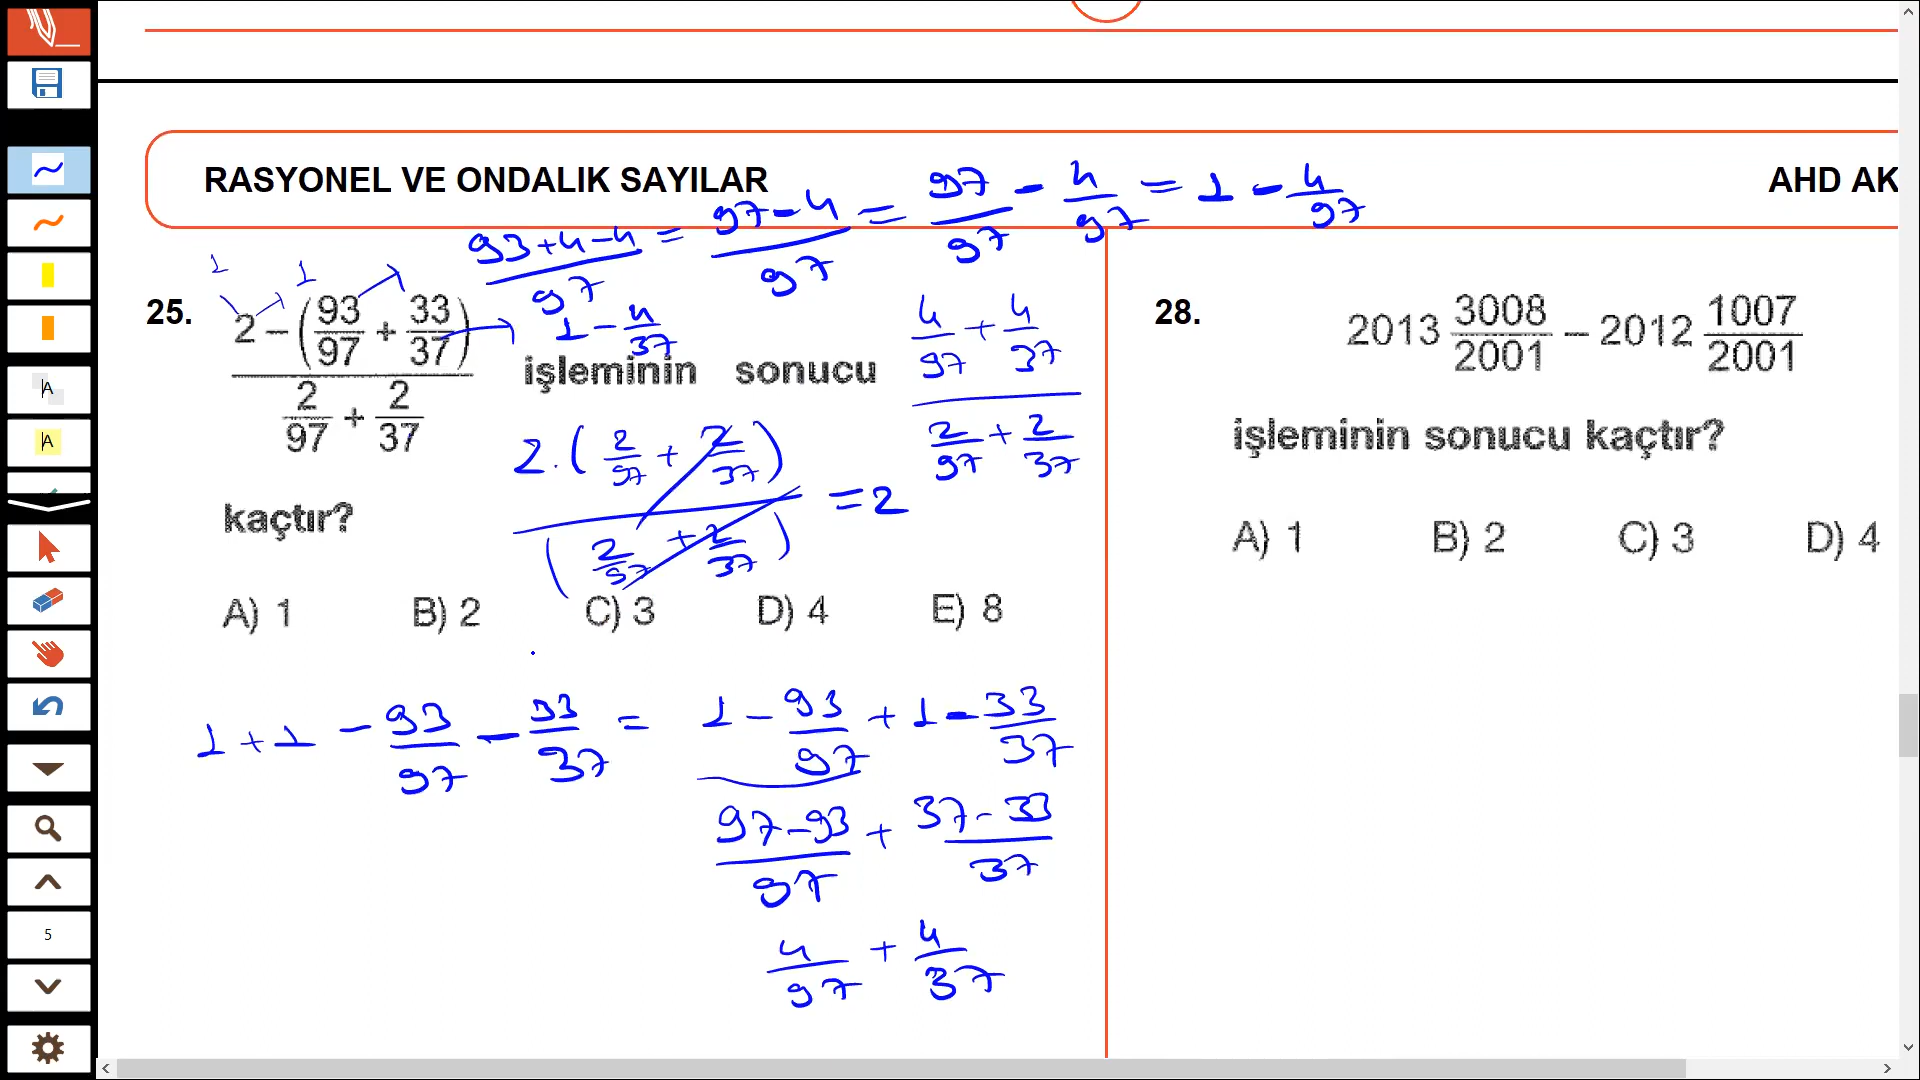 RASYONEL VE ONDALIK SAYILAR
AHD AK
(93+4-4)/97 = (97-4)/97 = 97/97 - 4/97 = 1 - 4/97
1 1
25. (2 - (93/97 + 33/37)) / (2/97 + 2/37) işleminin sonucu
1 - 4/37
kaçtır?
(4/97 + 4/37) / (2/97 + 2/37)
2.(2/97 + 2/37) / (2/97 + 2/37) = 2
A) 1 B) 2 C) 3 D) 4 E) 8
1 + 1 - 93/97 - 33/37 = 1 - 93/97 + 1 - 33/37
(97-93)/97 + (37-33)/37
4/97 + 4/37
28. 2013 3008/2001 - 2012 1007/2001
işleminin sonucu kaçtır?
A) 1 B) 2 C) 3 D) 4
A
A
5